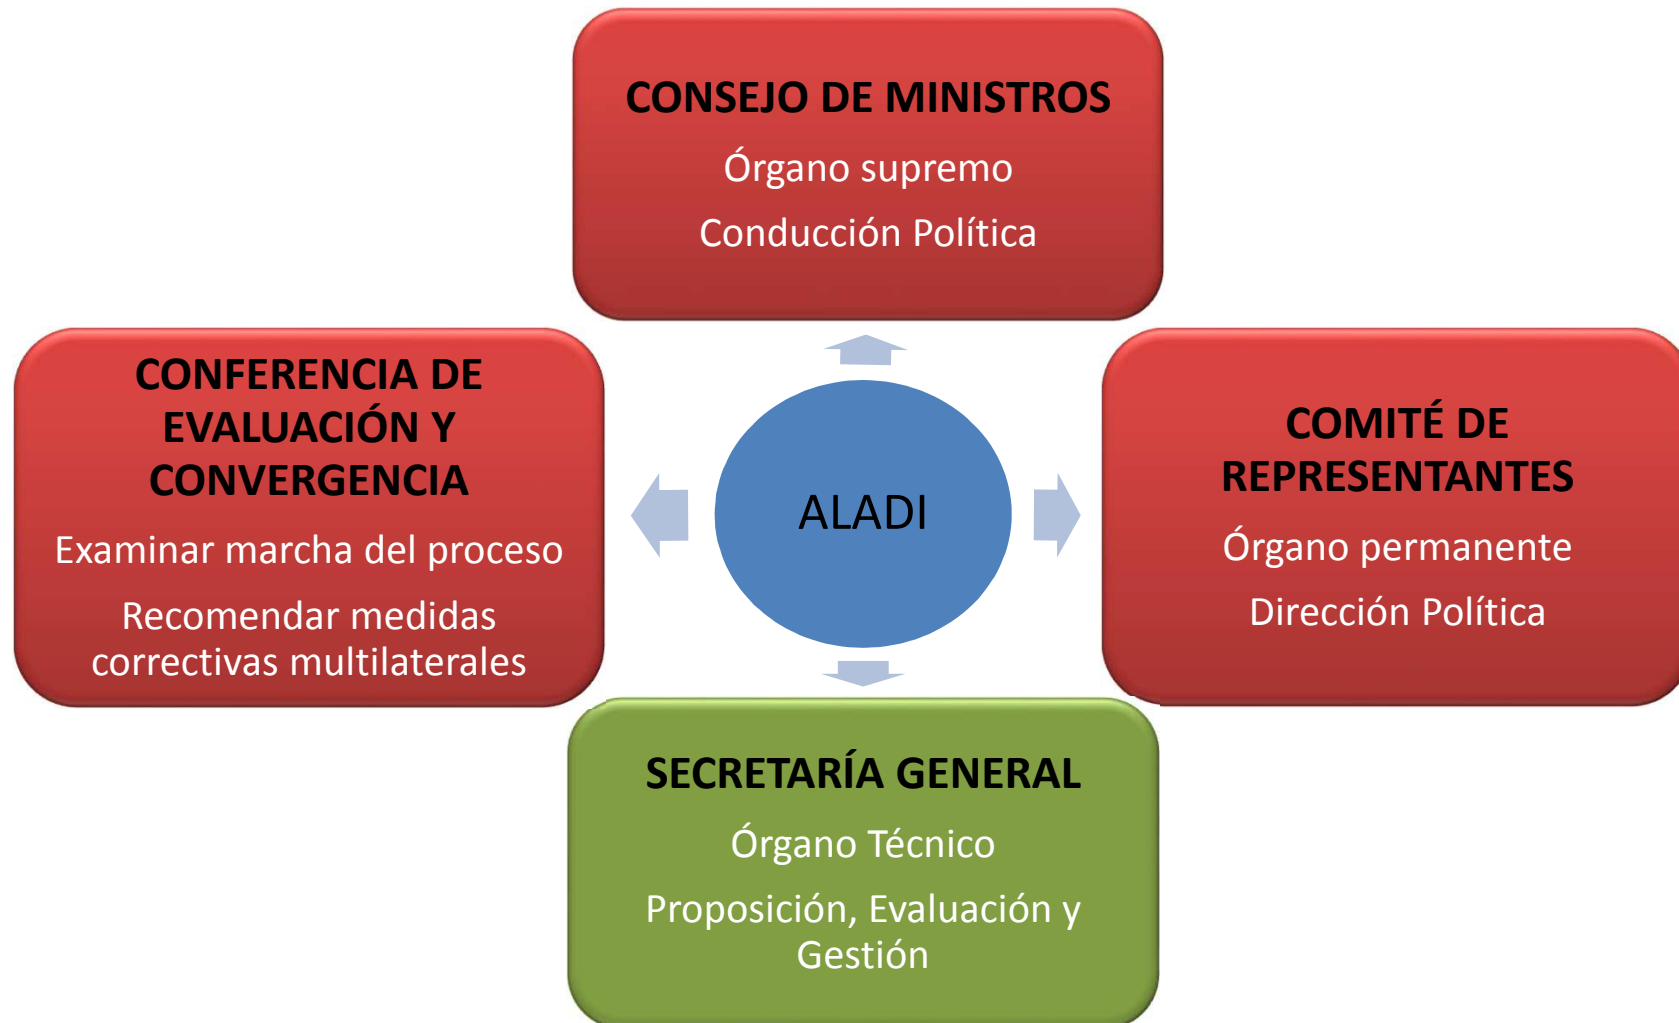 CONSEJO DE MINISTROS
Órgano supremo
Conducción Política
CONFERENCIA DE
EVALUACIÓN Y
CONVERGENCIA
Examinar marcha del proceso
Recomendar medidas
correctivas multilaterales
ALADI
COMITÉ DE
REPRESENTANTES
Órgano permanente
Dirección Política
SECRETARÍA GENERAL
Órgano Técnico
Proposición, Evaluación y
Gestión